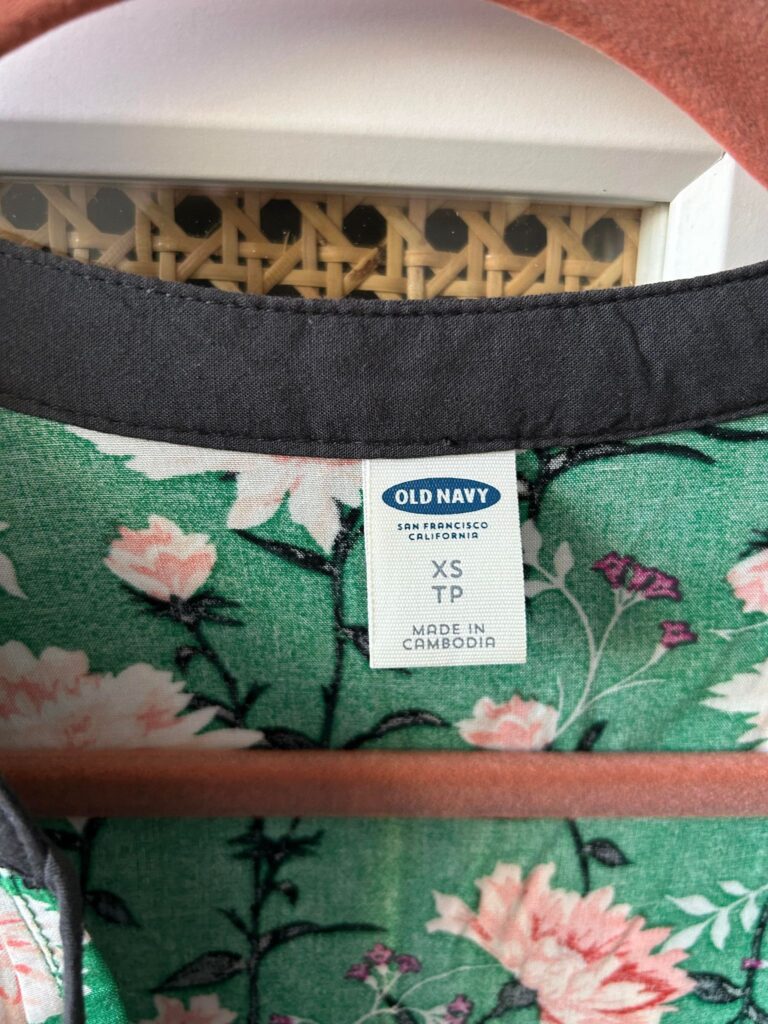 OLD NAVY
SAN FRANCISCO
CALIFORNIA
XS
TP
MADE IN
CAMBODIA